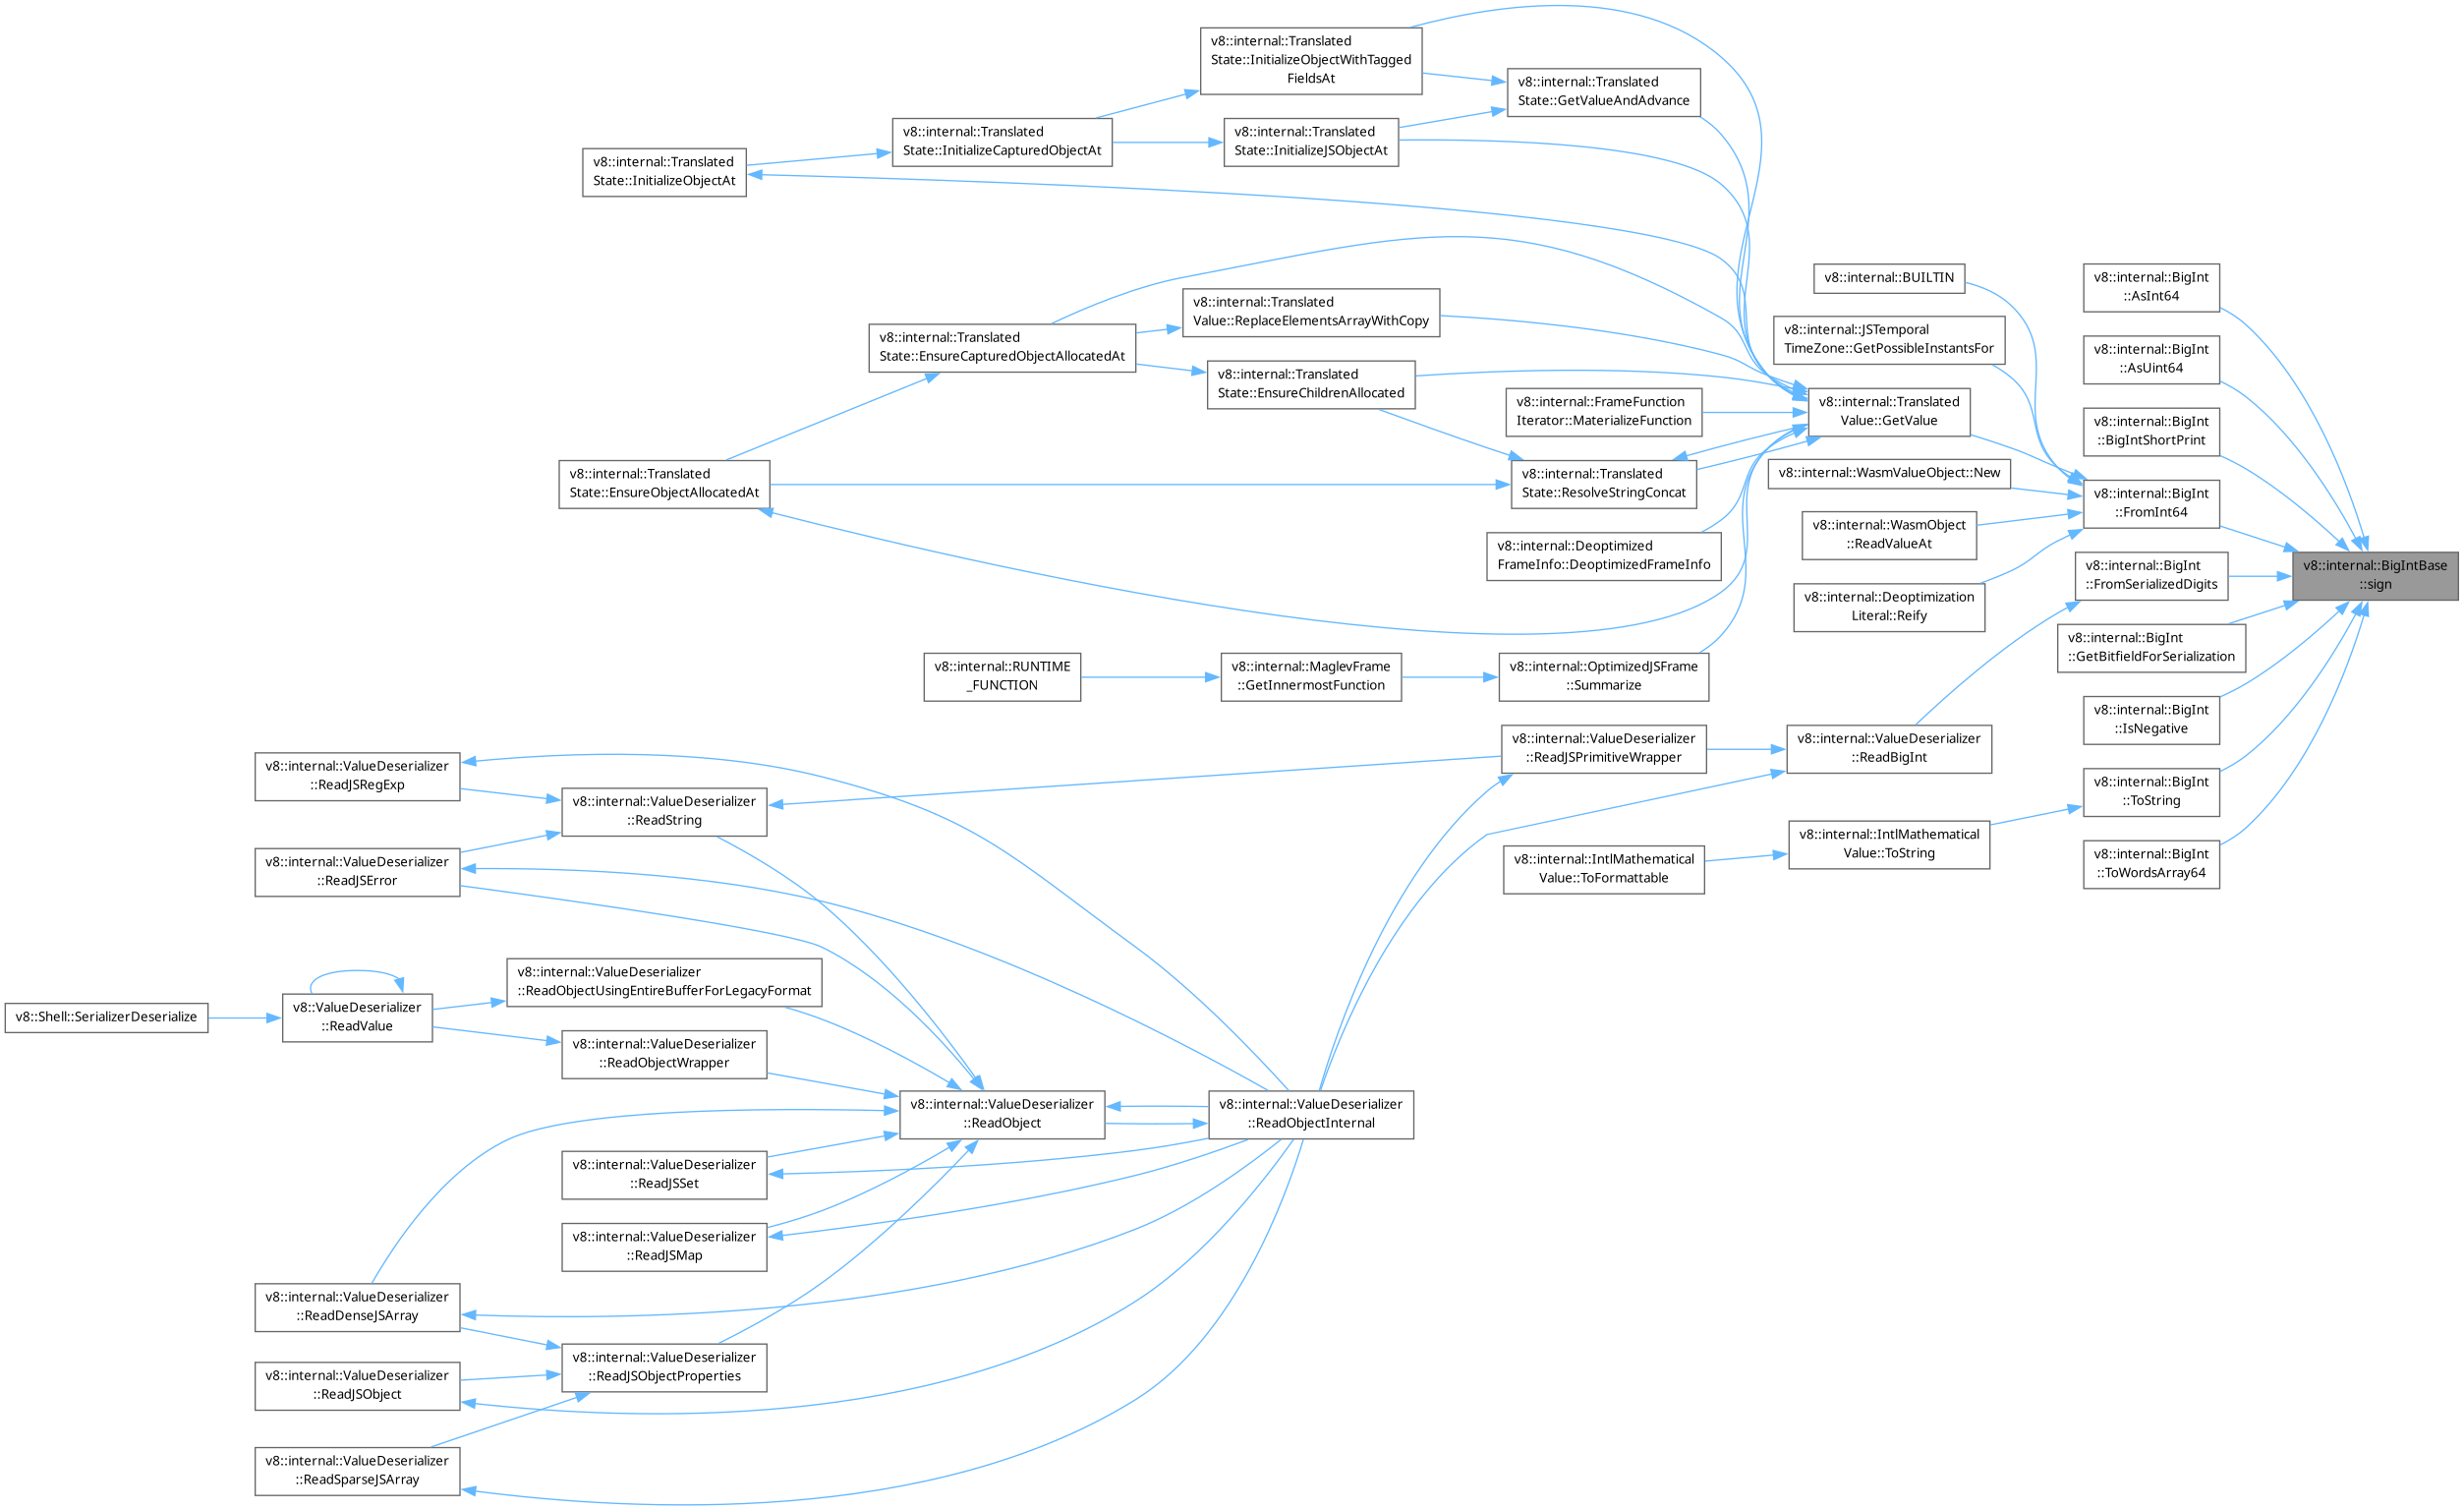 v8::internal::Translated
State::InitializeObjectWithTagged
FieldsAt
v8::internal::Translated
State::GetValueAndAdvance
v8::internal::Translated
State::InitializeCapturedObjectAt
v8::internal::Translated
State::InitializeJSObjectAt
v8::internal::Translated
State::InitializeObjectAt
v8::internal::BUILTIN
v8::internal::BigInt
::AsInt64
v8::internal::Translated
Value::ReplaceElementsArrayWithCopy
v8::internal::JSTemporal
TimeZone::GetPossibleInstantsFor
v8::internal::Translated
State::EnsureCapturedObjectAllocatedAt
v8::internal::BigInt
::AsUint64
v8::internal::Translated
State::EnsureChildrenAllocated
v8::internal::FrameFunction
Iterator::MaterializeFunction
v8::internal::Translated
Value::GetValue
v8::internal::BigInt
::BigIntShortPrint
v8::internal::Translated
State::EnsureObjectAllocatedAt
v8::internal::Translated
State::ResolveStringConcat
v8::internal::WasmValueObject::New
v8::internal::BigInt
::FromInt64
v8::internal::WasmObject
::ReadValueAt
v8::internal::Deoptimized
FrameInfo::DeoptimizedFrameInfo
v8::internal::BigInt
::FromSerializedDigits
v8::internal::BigIntBase
::sign
v8::internal::Deoptimization
Literal::Reify
v8::internal::BigInt
::GetBitfieldForSerialization
v8::internal::RUNTIME
_FUNCTION
v8::internal::MaglevFrame
::GetInnermostFunction
v8::internal::OptimizedJSFrame
::Summarize
v8::internal::BigInt
::IsNegative
v8::internal::ValueDeserializer
::ReadJSPrimitiveWrapper
v8::internal::ValueDeserializer
::ReadBigInt
v8::internal::ValueDeserializer
::ReadJSRegExp
v8::internal::ValueDeserializer
::ReadString
v8::internal::BigInt
::ToString
v8::internal::IntlMathematical
Value::ToString
v8::internal::ValueDeserializer
::ReadJSError
v8::internal::IntlMathematical
Value::ToFormattable
v8::internal::BigInt
::ToWordsArray64
v8::internal::ValueDeserializer
::ReadObjectUsingEntireBufferForLegacyFormat
v8::Shell::SerializerDeserialize
v8::ValueDeserializer
::ReadValue
v8::internal::ValueDeserializer
::ReadObjectWrapper
v8::internal::ValueDeserializer
::ReadObject
v8::internal::ValueDeserializer
::ReadObjectInternal
v8::internal::ValueDeserializer
::ReadJSSet
v8::internal::ValueDeserializer
::ReadJSMap
v8::internal::ValueDeserializer
::ReadDenseJSArray
v8::internal::ValueDeserializer
::ReadJSObjectProperties
v8::internal::ValueDeserializer
::ReadJSObject
v8::internal::ValueDeserializer
::ReadSparseJSArray